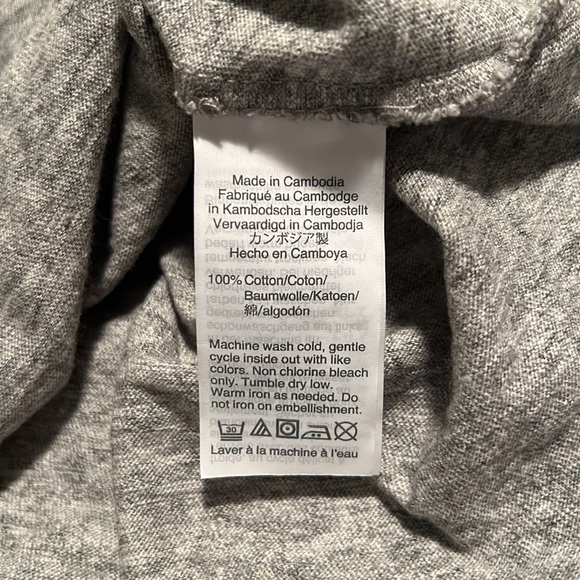 Made in Cambodia
Fabriqué au Cambodge
in Kambodscha Hergestellt
Vervaardigd in Cambodja
カンボジア製
Hecho en Camboya
100% Cotton/Coton/
Baumwolle/Katoen/
綿/algodón
Machine wash cold, gentle
cycle inside out with like
colors. Non chlorine bleach
only. Tumble dry low.
Warm iron as needed. Do
not iron on embellishment.
30
Laver à la machine à l'eau